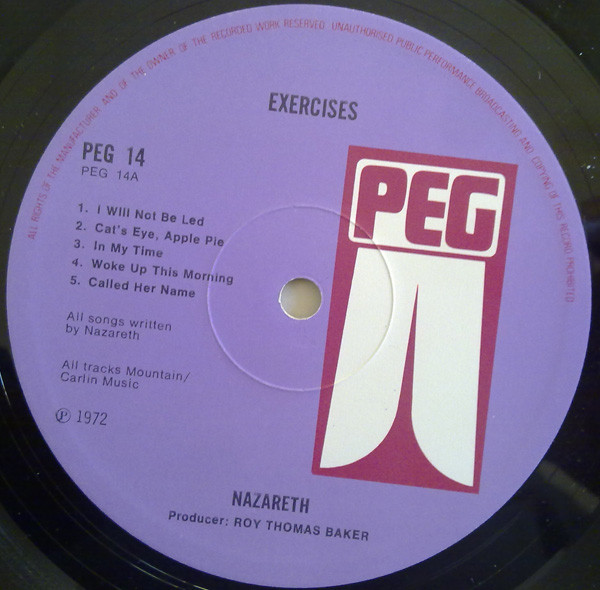 ALL RIGHTS OF THE MANUFACTURER AND OF THE OWNER OF THE RECORDED WORK RESERVED. UNAUTHORISED PUBLIC PERFORMANCE BROADCASTING AND COPYING OF THIS RECORD PROHIBITED
EXERCISES
PEG 14
PEG 14A
PEG
1. I Will Not Be Led
2. Cat's Eye, Apple Pie
3. In My Time
4. Woke Up This Morning
5. Called Her Name
All songs written
by Nazareth
All tracks Mountain/
Carlin Music
℗ 1972
NAZARETH
Producer: ROY THOMAS BAKER